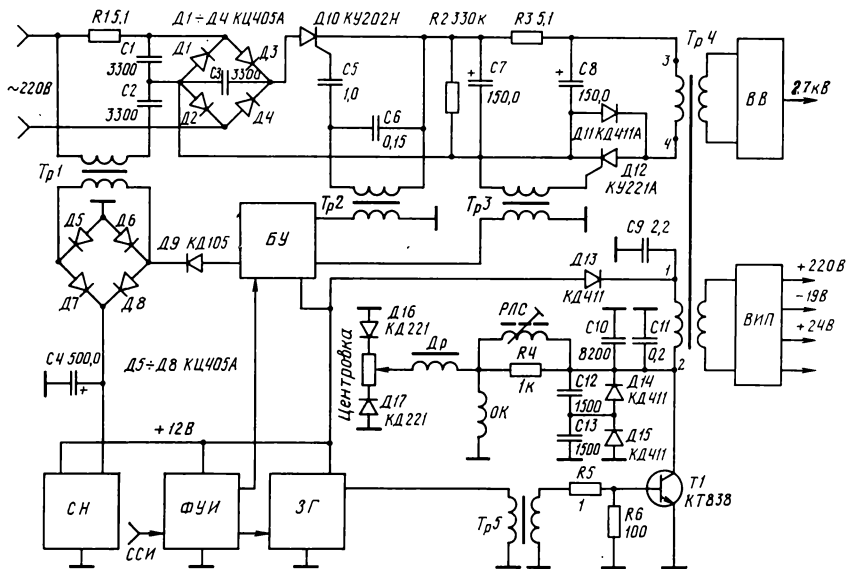 R1 5,1
Д1÷Д4 КЦ405А
Д10 КУ202Н
R2 330к
R3 5,1
Тр4
C1
3300
Д1
Д3
C3
3300
C5
1,0
C7
150,0
+
C8
150,0
+
3
ВВ
2.7кВ
~220В
C2
3300
Д2
Д4
C6
0,15
Д11 КД411А
4
Д12
КУ221А
Тр1
Тр2
Тр3
Д5
Д6
Д9 КД105
БУ
C9 2,2
Д13
КД411
1
Д7
Д8
Д16
КД221
РЛС
C10
8200
C11
0,2
ВИП
+220В
-19В
+24В
C4 500,0
+
Д5÷Д8 КЦ405А
Центровка
Др
R4
1к
2
Д17
КД221
ОК
C12
1500
Д14
КД411
C13
1500
Д15
КД411
+12В
СН
ФУИ
ЗГ
ССИ
Тр5
R5
1
R6
100
Т1
КТ838